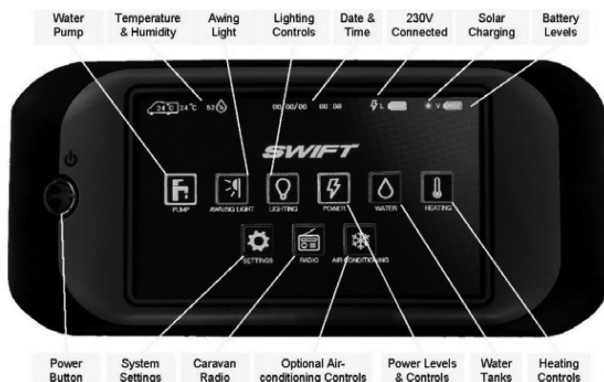 Water Pump
Temperature & Humidity
Awing Light
Lighting Controls
Date & Time
230V Connected
Solar Charging
Battery Levels
24°C 24°C 52
00/00/00 00:08
L
V
SWIFT
PUMP
AWNING LIGHT
LIGHTING
POWER
WATER
HEATING
SETTINGS
RADIO
AIR CONDITIONING
Power Button
System Settings
Caravan Radio
Optional Air-conditioning Controls
Power Levels & Controls
Water Tanks
Heating Controls